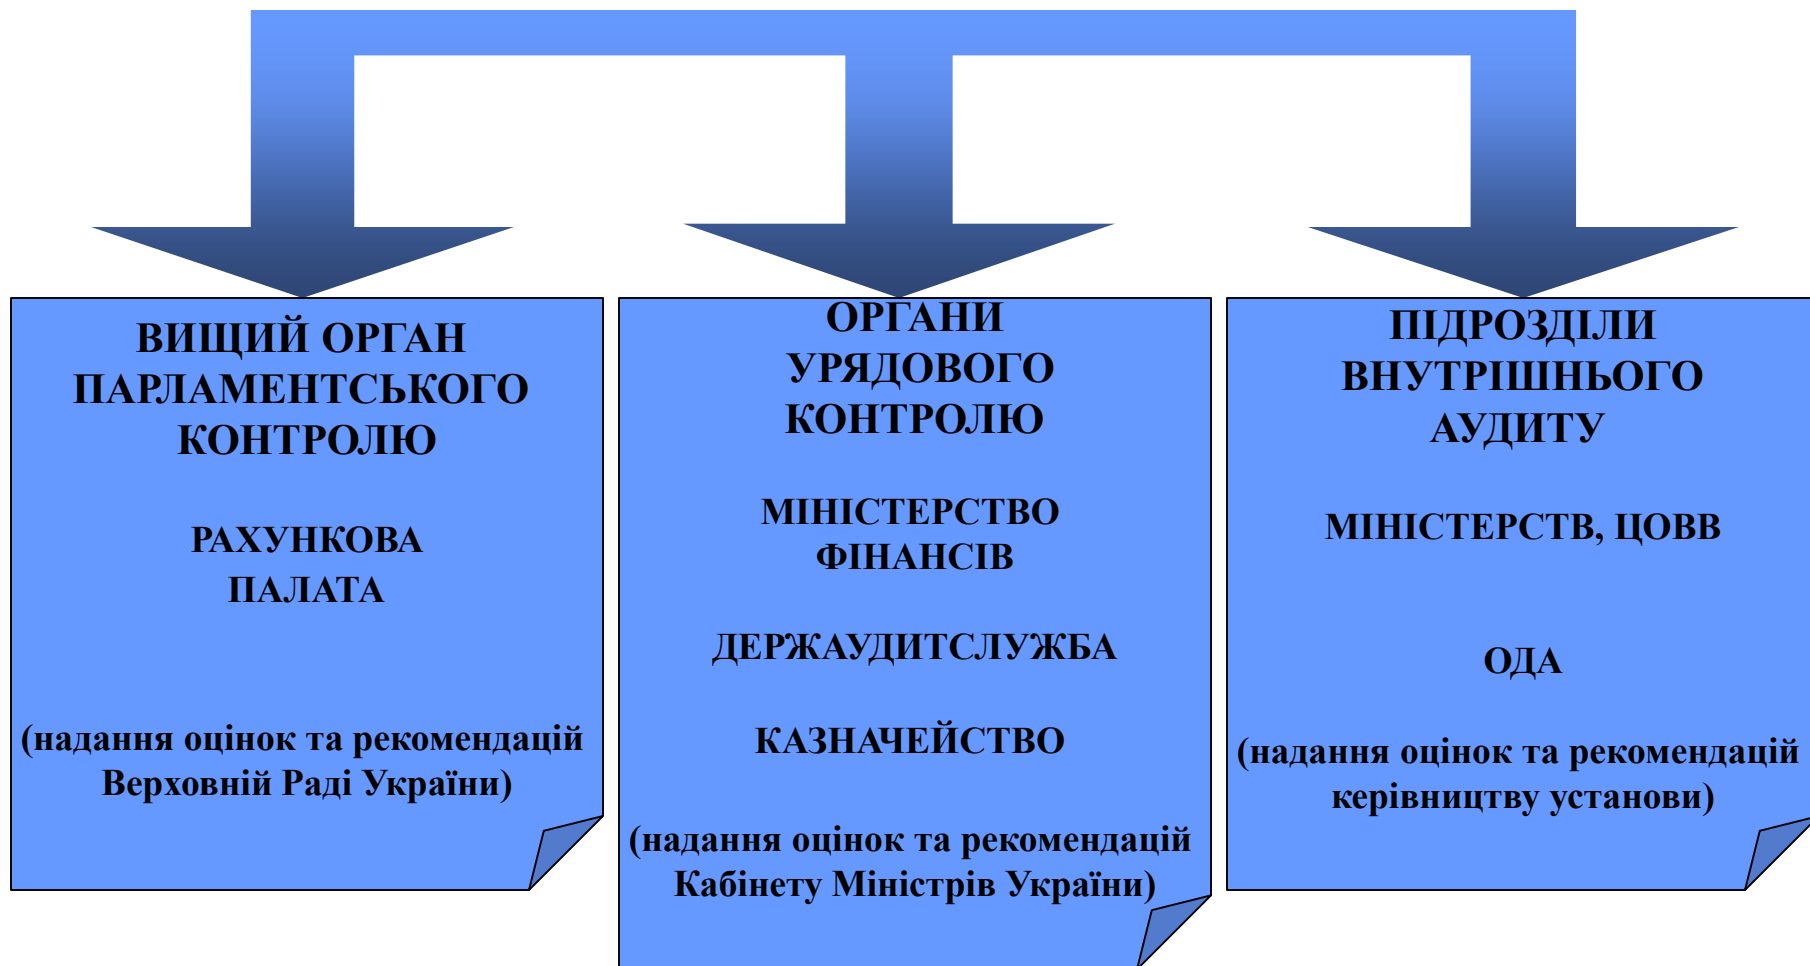 ВИЩИЙ ОРГАН
ПАРЛАМЕНТСЬКОГО
КОНТРОЛЮ
РАХУНКОВА
ПАЛАТА
(надання оцінок та рекомендацій
Верховній Раді України)
ОРГАНИ
УРЯДОВОГО
КОНТРОЛЮ
МІНІСТЕРСТВО
ФІНАНСІВ
ДЕРЖАУДИТСЛУЖБА
КАЗНАЧЕЙСТВО
(надання оцінок та рекомендацій
Кабінету Міністрів України)
ПІДРОЗДІЛИ
ВНУТРІШНЬОГО
АУДИТУ
МІНІСТЕРСТВ, ЦОВВ
ОДА
(надання оцінок та рекомендацій
керівництву установи)